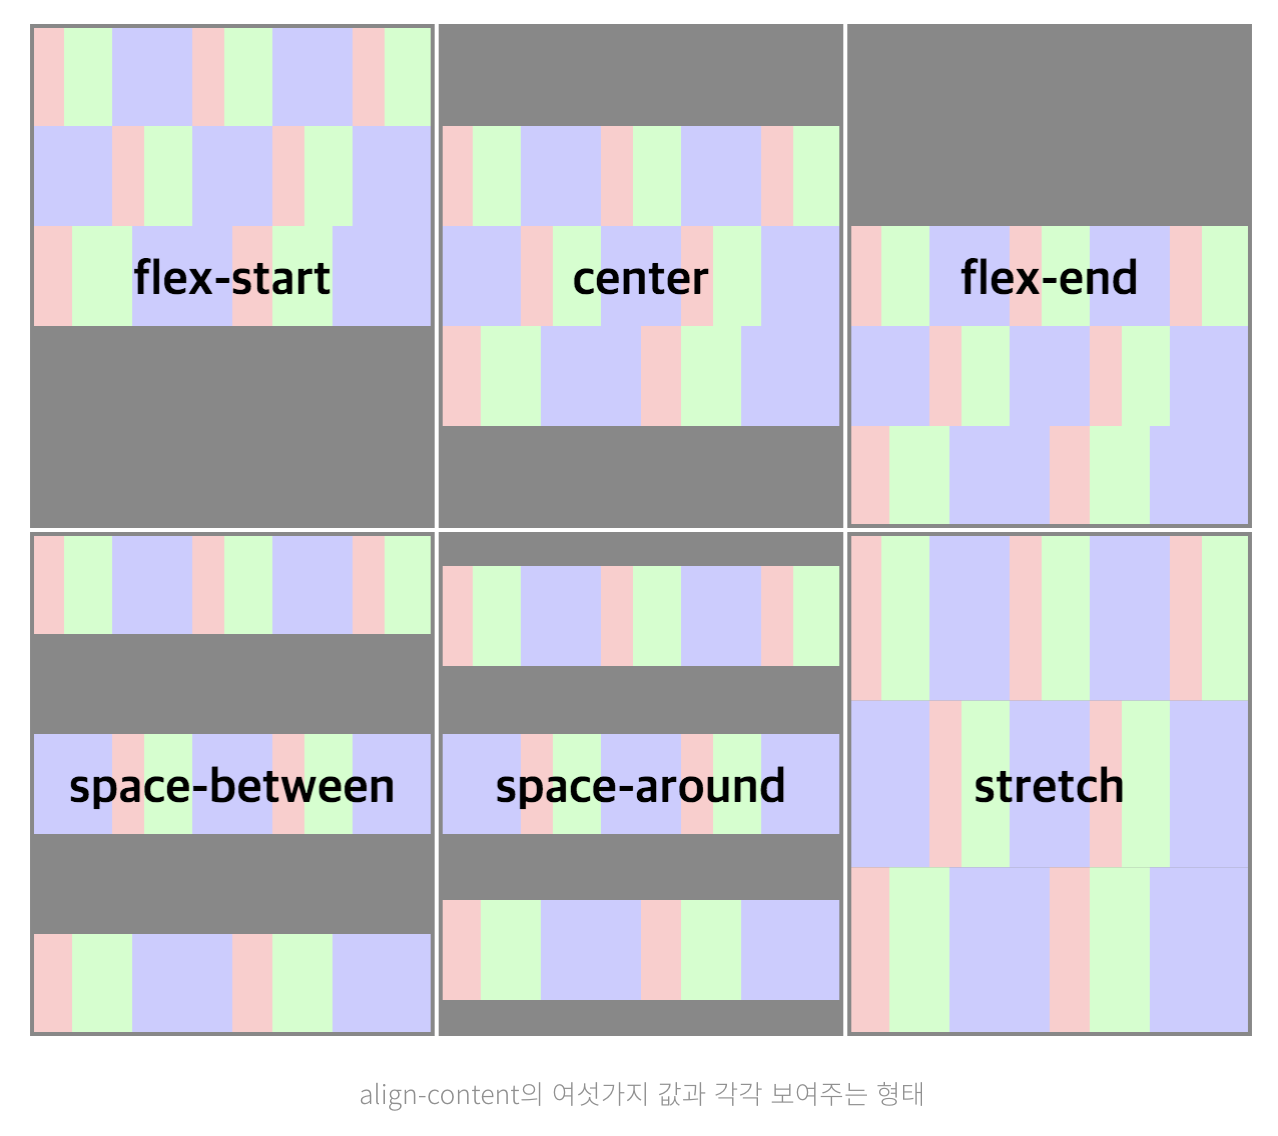 flex-start
center
flex-end
space-between
space-around
stretch
align-content의 여섯가지 값과 각각 보여주는 형태